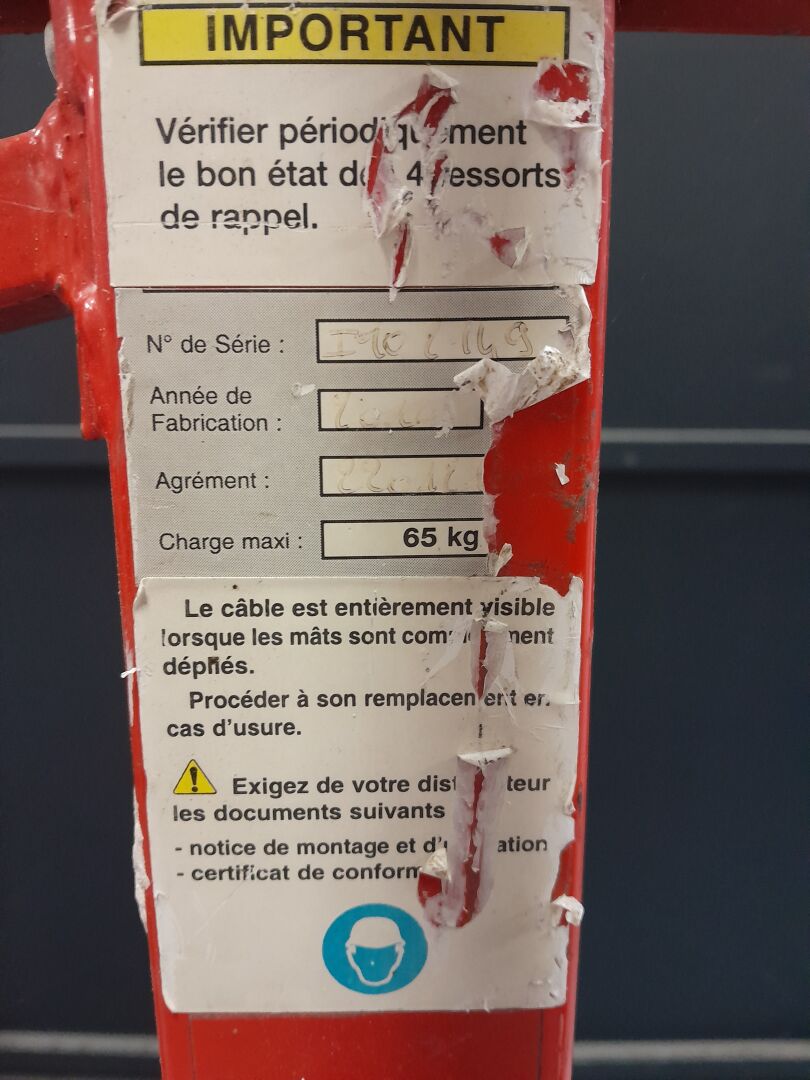 IMPORTANT
Vérifier périodiquement
le bon état de 4 ressorts
de rappel.
N° de Série :
Année de
Fabrication :
Agrément :
Charge maxi : 65 kg
Le câble est entièrement visible
lorsque les mâts sont complètement
dépliés.
Procéder à son remplacement en
cas d'usure.
Exigez de votre distributeur
les documents suivants
- notice de montage et d'utilisation
- certificat de conform